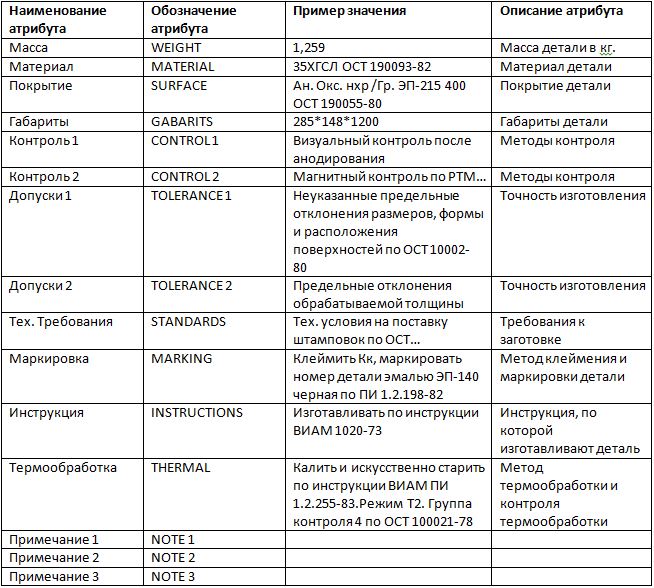 Наименование атрибута | Обозначение атрибута | Пример значения | Описание атрибута
Масса | WEIGHT | 1,259 | Масса детали в кг.
Материал | MATERIAL | 35ХГСЛ ОСТ 190093-82 | Материал детали
Покрытие | SURFACE | Ан. Окс. нхр /Гр. ЭП-215 400 ОСТ 190055-80 | Покрытие детали
Габариты | GABARITS | 285*148*1200 | Габариты детали
Контроль 1 | CONTROL 1 | Визуальный контроль после анодирования | Методы контроля
Контроль 2 | CONTROL 2 | Магнитный контроль по РТМ... | Методы контроля
Допуски 1 | TOLERANCE 1 | Неуказанные предельные отклонения размеров, формы и расположения поверхностей по ОСТ 10002-80 | Точность изготовления
Допуски 2 | TOLERANCE 2 | Предельные отклонения обрабатываемой толщины | Точность изготовления
Тех. Требования | STANDARDS | Тех. условия на поставку штамповок по ОСТ... | Требования к заготовке
Маркировка | MARKING | Клеймить Кк, маркировать номер детали эмалью ЭП-140 черная по ПИ 1.2.198-82 | Метод клеймения и маркировки детали
Инструкция | INSTRUCTIONS | Изготавливать по инструкции ВИАМ 1020-73 | Инструкция, по которой изготтавливают деталь
Термообработка | THERMAL | Калить и искусственно старить по инструкции ВИАМ ПИ 1.2.255-83.Режим Т2. Группа контроля 4 по ОСТ 100021-78 | Метод термообработки и контроля термообработки
Примечание 1 | NOTE 1
Примечание 2 | NOTE 2
Примечание 3 | NOTE 3